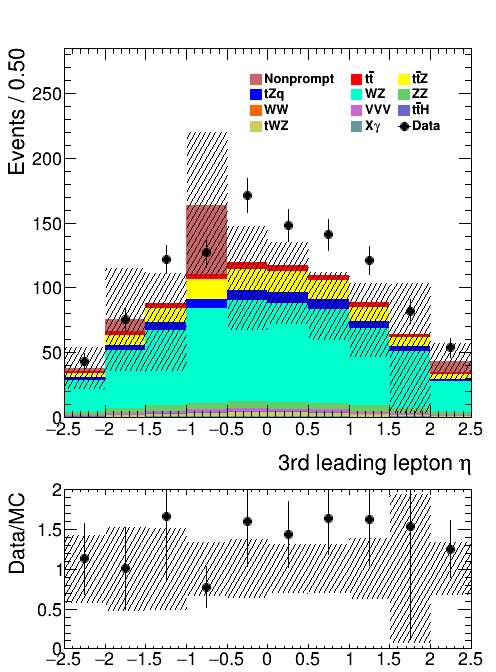 Events / 0.50
250
200
150
100
50
0
Nonprompt tt̄ tt̄Z
tZq WZ ZZ
WW VVV tt̄H
tWZ Xγ Data
−2.5 −2 −1.5 −1 −0.5 0 0.5 1 1.5 2 2.5
3rd leading lepton η
Data/MC
2
1.5
1
0.5
0
−2.5 −2 −1.5 −1 −0.5 0 0.5 1 1.5 2 2.5